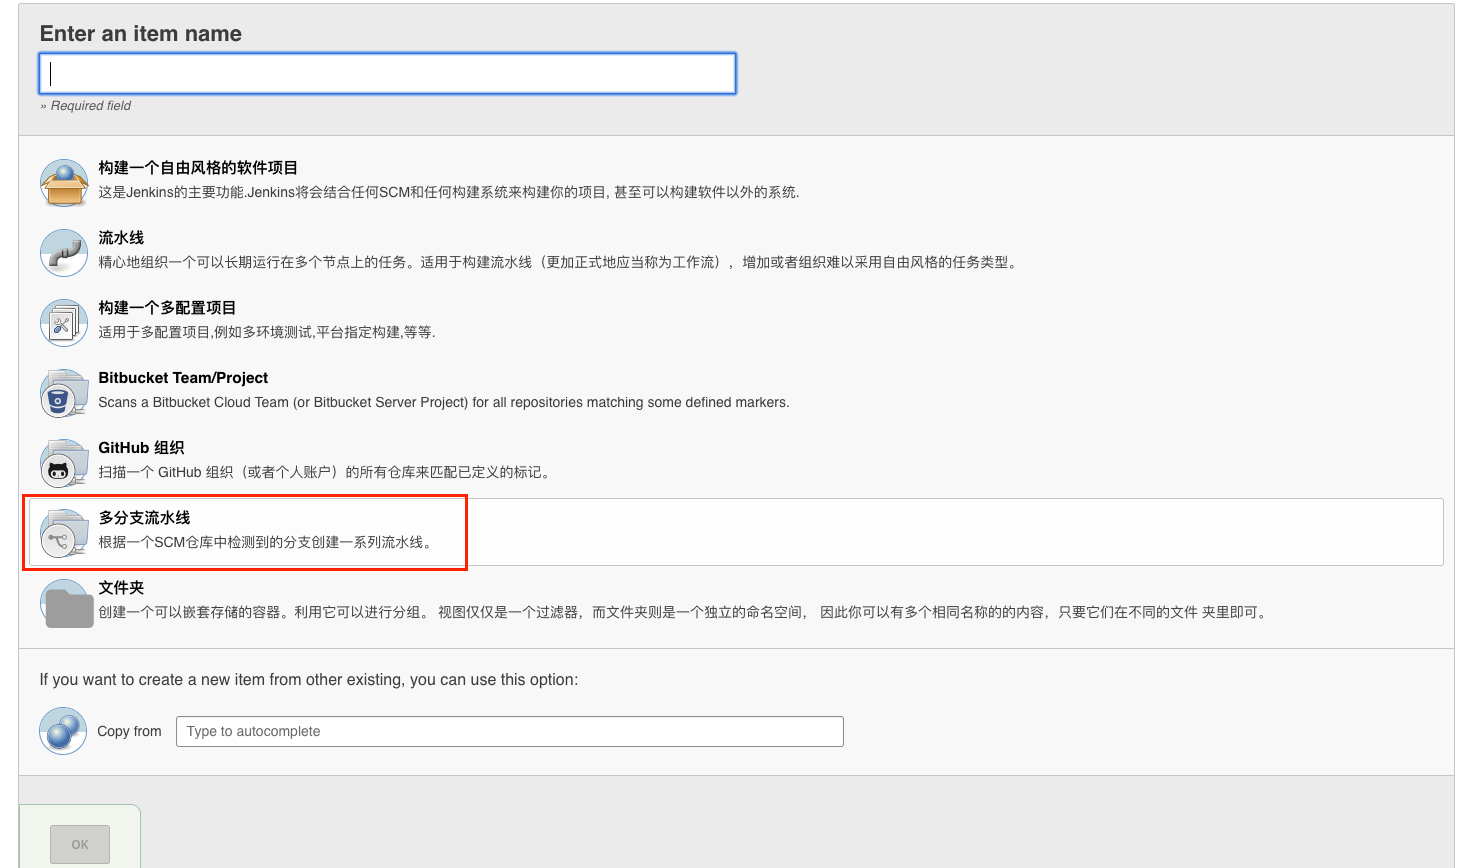 Enter an item name
» Required field
构建一个自由风格的软件项目
这是Jenkins的主要功能.Jenkins将会结合任何SCM和任何构建系统来构建你的项目, 甚至可以构建软件以外的系统.
流水线
精心地组织一个可以长期运行在多个节点上的任务。适用于构建流水线（更加正式地应当称为工作流），增加或者组织难以采用自由风格的任务类型。
构建一个多配置项目
适用于多配置项目,例如多环境测试,平台指定构建,等等.
Bitbucket Team/Project
Scans a Bitbucket Cloud Team (or Bitbucket Server Project) for all repositories matching some defined markers.
GitHub 组织
扫描一个 GitHub 组织（或者个人账户）的所有仓库来匹配已定义的标记。
多分支流水线
根据一个SCM仓库中检测到的分支创建一系列流水线。
文件夹
创建一个可以嵌套存储的容器。利用它可以进行分组。 视图仅仅是一个过滤器，而文件夹则是一个独立的命名空间， 因此你可以有多个相同名称的的内容，只要它们在不同的文件 夹里即可。
If you want to create a new item from other existing, you can use this option:
Copy from Type to autocomplete
OK